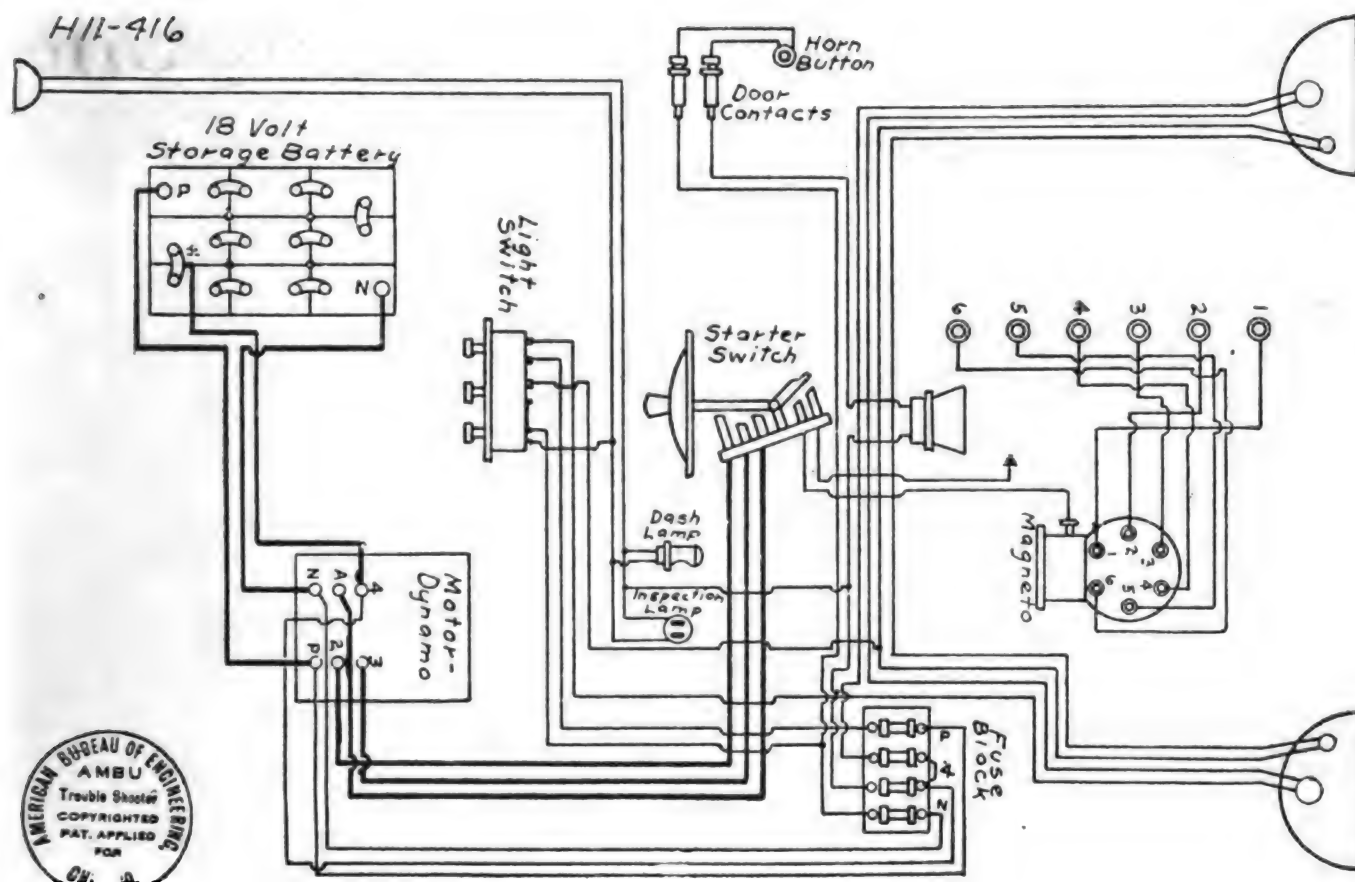 H11-416
Horn
Button
Door
Contacts
18 Volt
Storage Battery
P
N
Light
Switch
Starter
Switch
6 5 4 3 2 1
Magneto
1 2 3 4 5 6
Dash
Lamp
Inspection
Lamp
Motor-
Dynamo
N A 4
P 2 3
Fuse
Block
P
4
N
AMERICAN BUREAU OF ENGINEERING
AMBU
Trouble Shooter
COPYRIGHTED
PAT. APPLIED
FOR